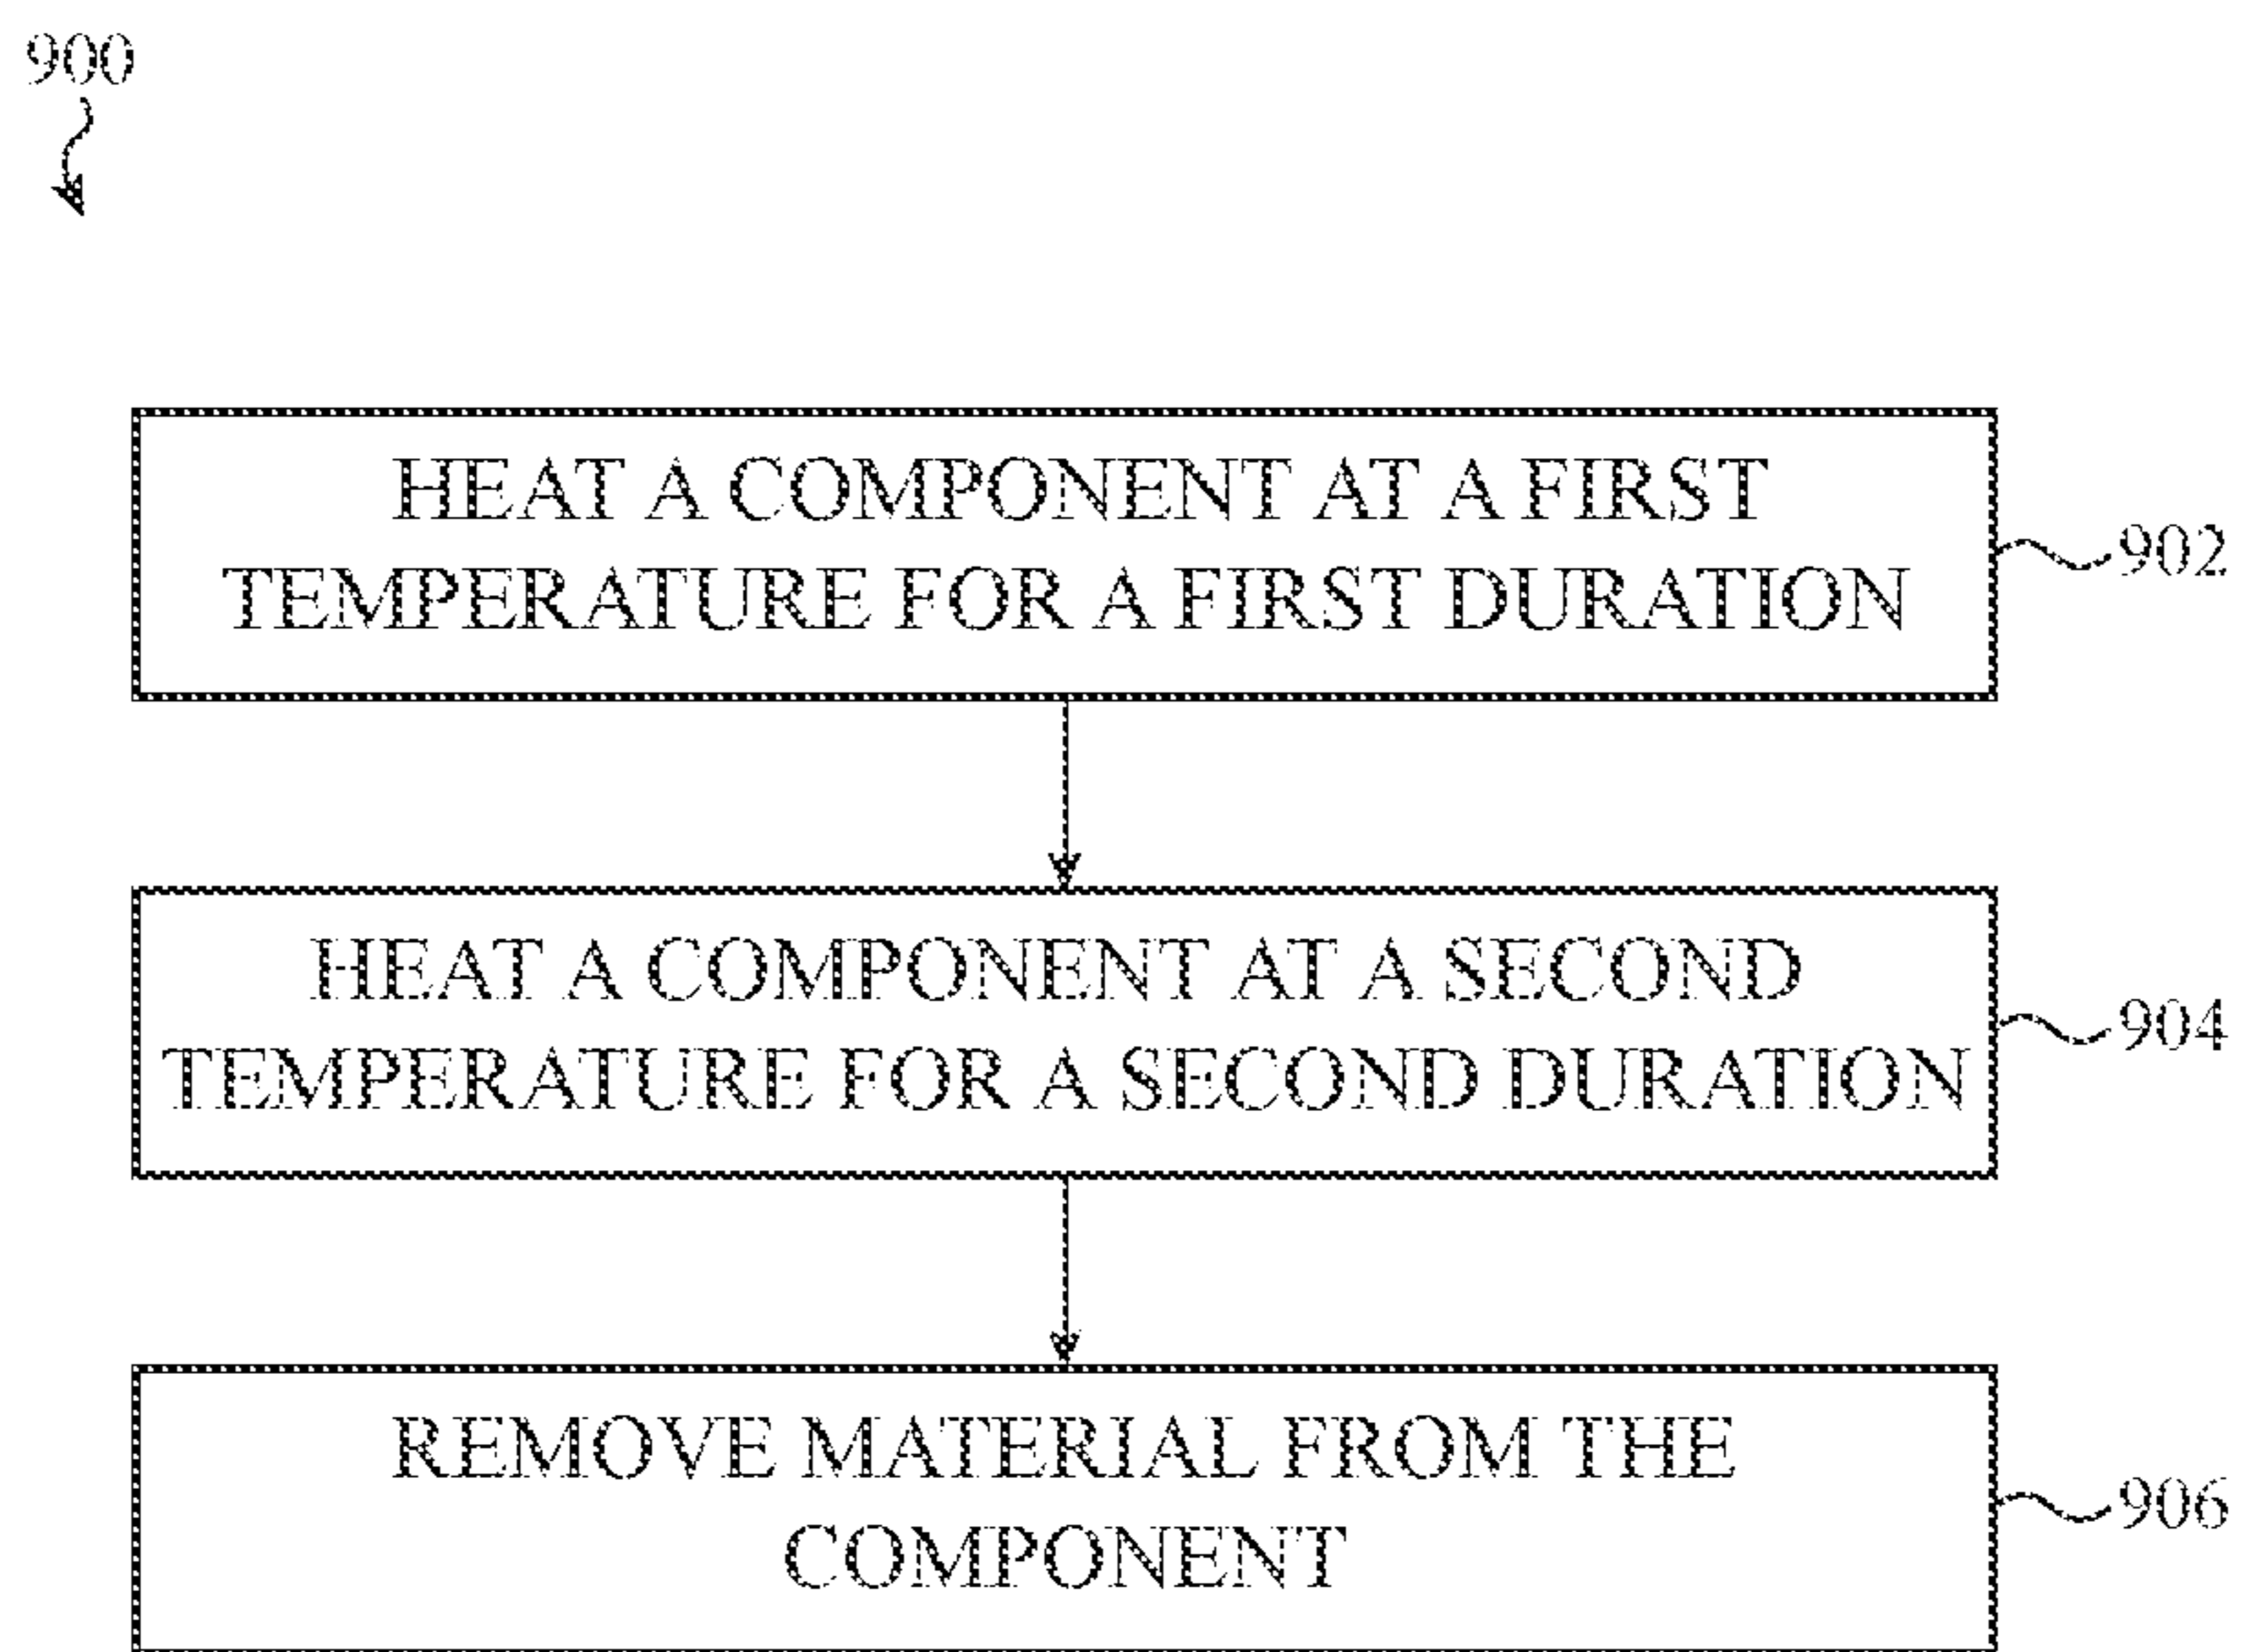 900
HEAT A COMPONENT AT A FIRST
TEMPERATURE FOR A FIRST DURATION
902
HEAT A COMPONENT AT A SECOND
TEMPERATURE FOR A SECOND DURATION
904
REMOVE MATERIAL FROM THE
COMPONENT
906